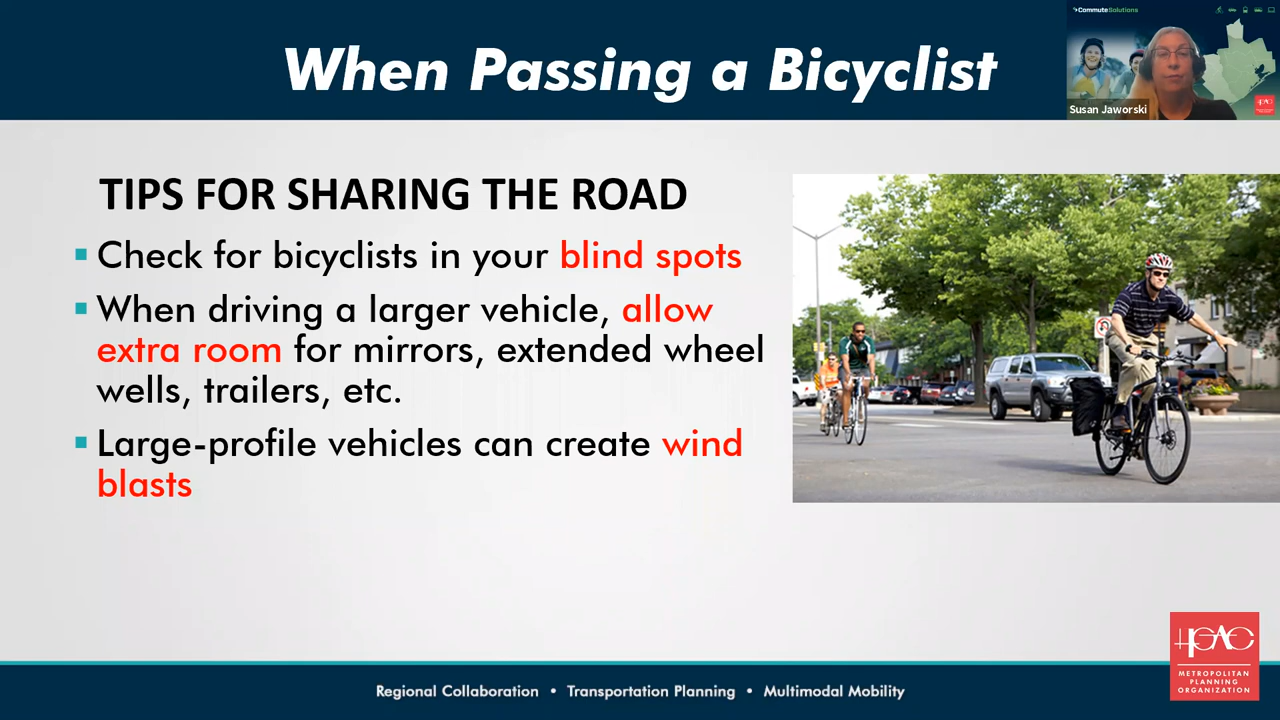 When Passing a Bicyclist
CommuteSolutions
Susan Jaworski
TIPS FOR SHARING THE ROAD
Check for bicyclists in your blind spots
When driving a larger vehicle, allow
extra room for mirrors, extended wheel
wells, trailers, etc.
Large-profile vehicles can create wind
blasts
HGAC
METROPOLITAN
PLANNING
ORGANIZATION
Regional Collaboration • Transportation Planning • Multimodal Mobility